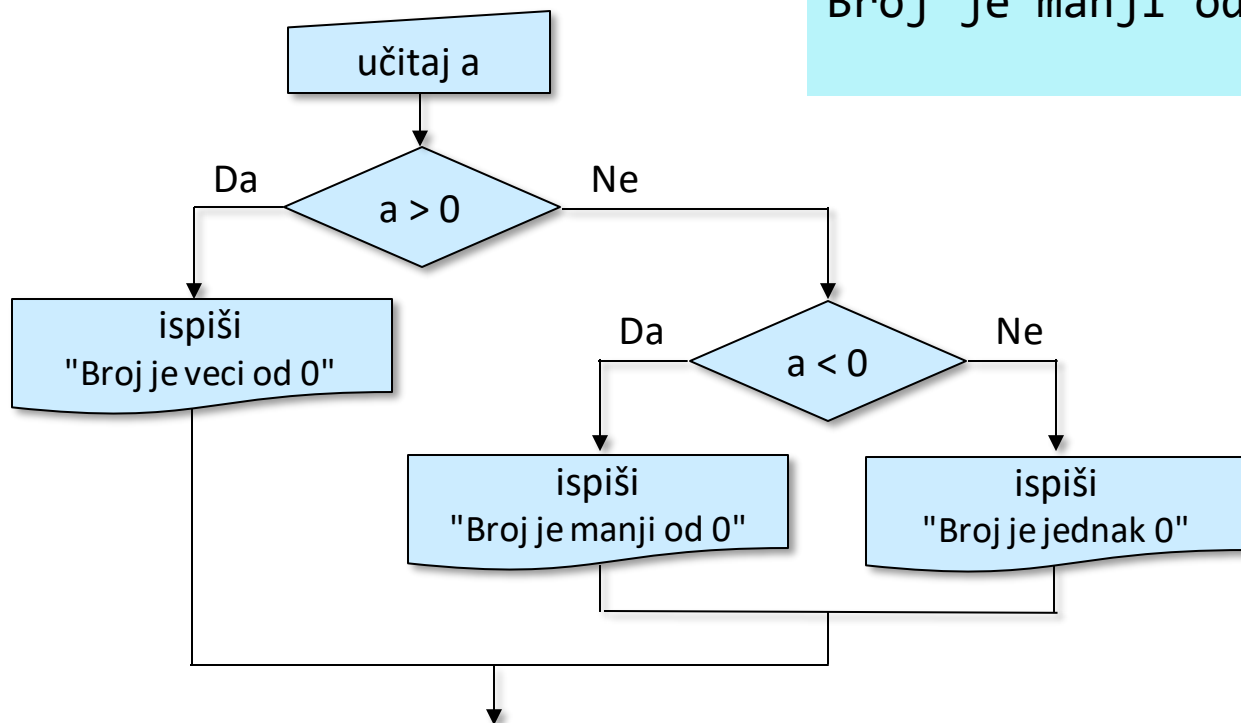 Broj je manji od
učitaj a
Da
Ne
a > 0
ispiši
"Broj je veci od 0"
Da
Ne
a < 0
ispiši
"Broj je manji od 0"
ispiši
"Broj je jednak 0"